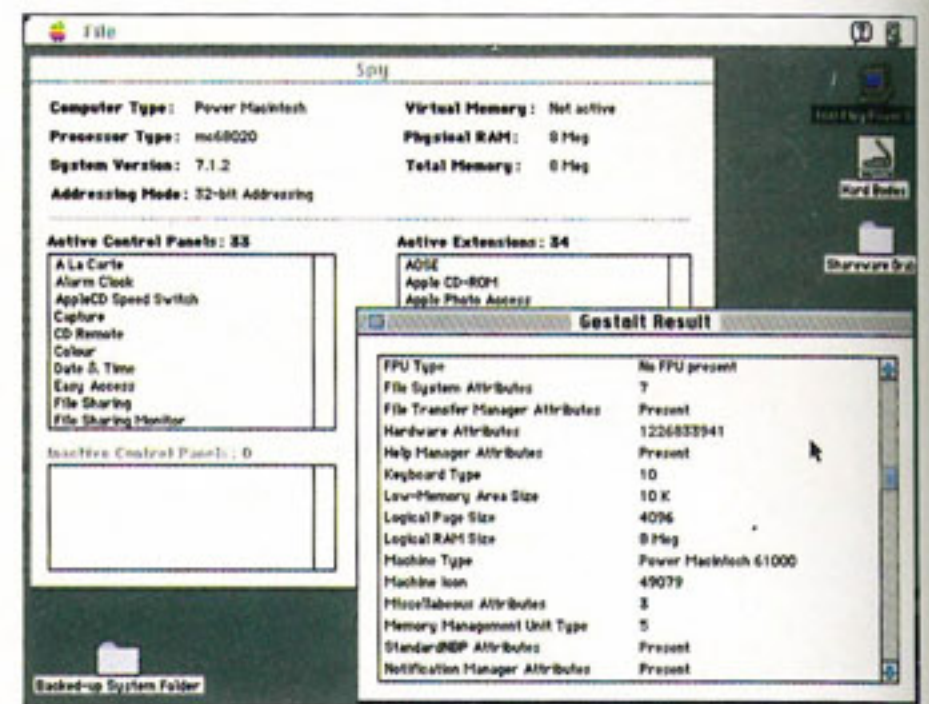 File
Spy
Computer Type: Power Macintosh
Processor Type: mc68020
System Version: 7.1.2
Addressing Mode: 32-bit Addressing
Virtual Memory: Not active
Physical RAM: 8 Meg
Total Memory: 8 Meg
Active Control Panels: 33
A La Carte
Alarm Clock
AppleCD Speed Switch
Capture
CD Remote
Colour
Date & Time
Easy Access
File Sharing
File Sharing Monitor
Inactive Control Panels: 0
Active Extensions: 34
AOSE
Apple CD-ROM
Apple Photo Access
Gestalt Result
FPU Type No FPU present
File System Attributes 7
File Transfer Manager Attributes Present
Hardware Attributes 1226833941
Help Manager Attributes Present
Keyboard Type 10
Low-Memory Area Size 10 K
Logical Page Size 4096
Logical RAM Size 8 Meg
Machine Type Power Macintosh 61000
Machine Icon 49079
Miscellaneous Attributes 3
Memory Management Unit Type 5
StandardNBP Attributes Present
Notification Manager Attributes Present
Hard Bodes
Shareware
Backed-up System Folder